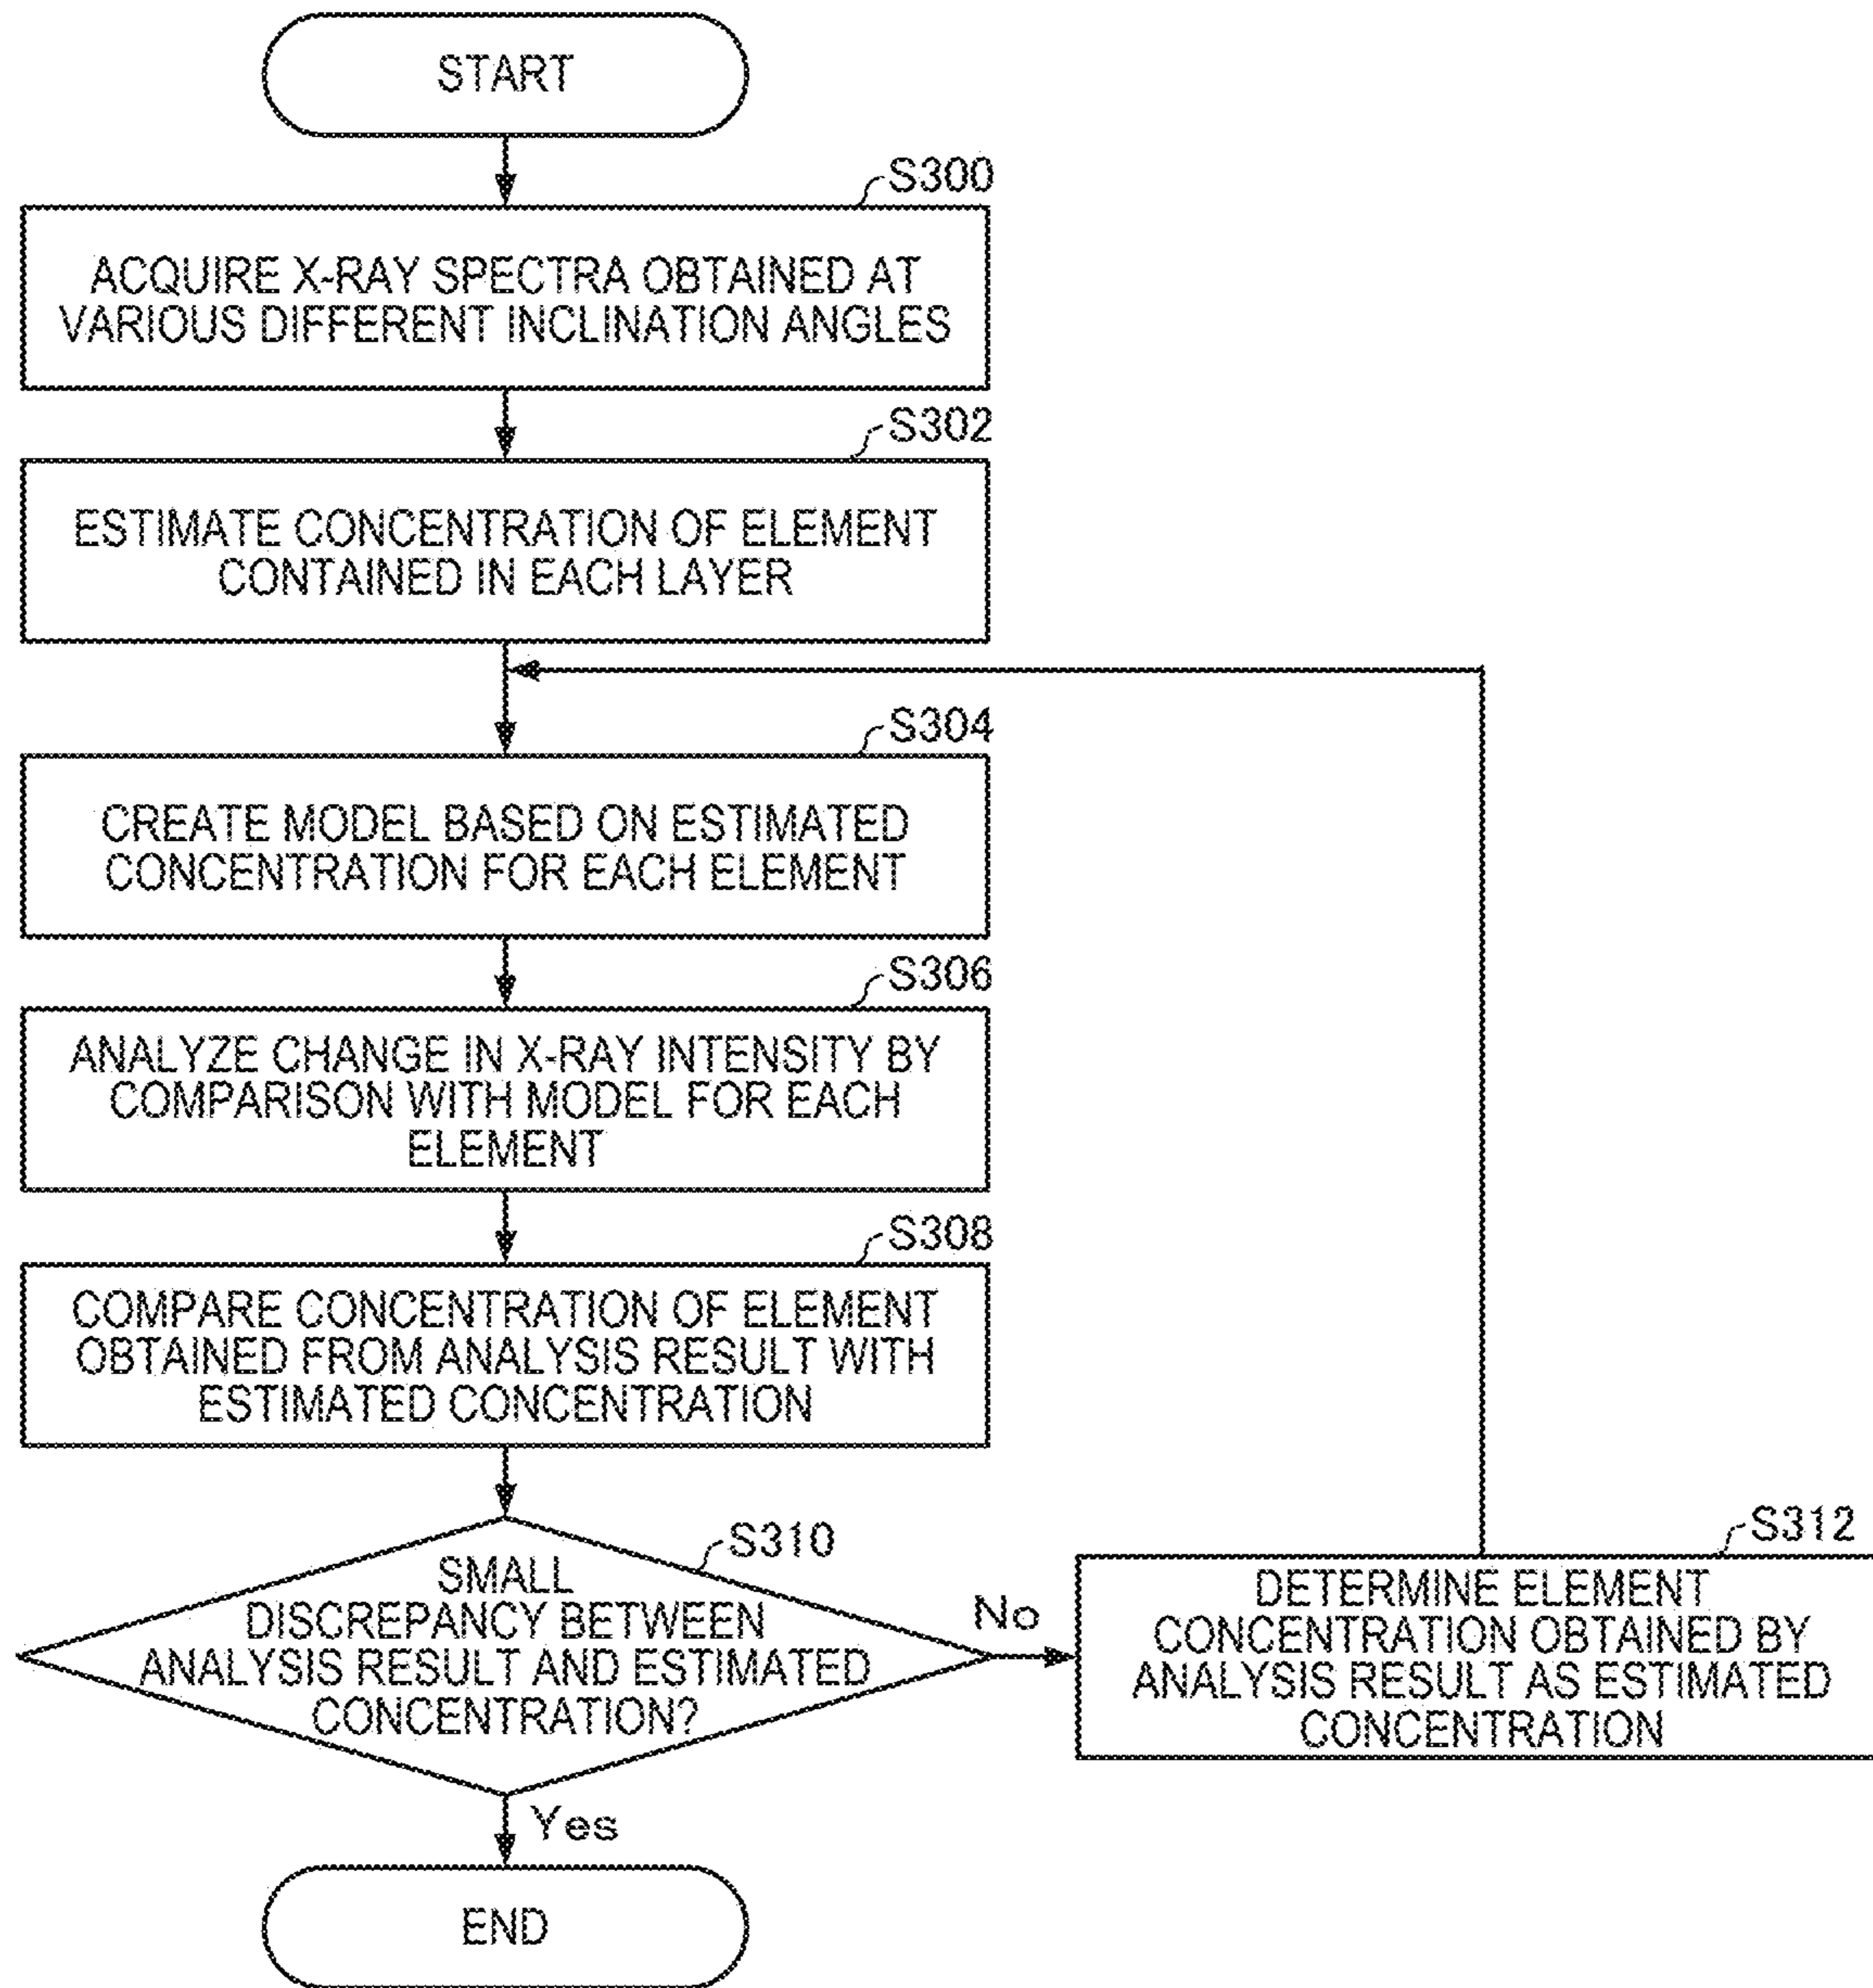 START
S300
ACQUIRE X-RAY SPECTRA OBTAINED AT
VARIOUS DIFFERENT INCLINATION ANGLES
S302
ESTIMATE CONCENTRATION OF ELEMENT
CONTAINED IN EACH LAYER
S304
CREATE MODEL BASED ON ESTIMATED
CONCENTRATION FOR EACH ELEMENT
S306
ANALYZE CHANGE IN X-RAY INTENSITY BY
COMPARISON WITH MODEL FOR EACH
ELEMENT
S308
COMPARE CONCENTRATION OF ELEMENT
OBTAINED FROM ANALYSIS RESULT WITH
ESTIMATED CONCENTRATION
S310
SMALL
DISCREPANCY BETWEEN
ANALYSIS RESULT AND ESTIMATED
CONCENTRATION?
No
S312
DETERMINE ELEMENT
CONCENTRATION OBTAINED BY
ANALYSIS RESULT AS ESTIMATED
CONCENTRATION
Yes
END